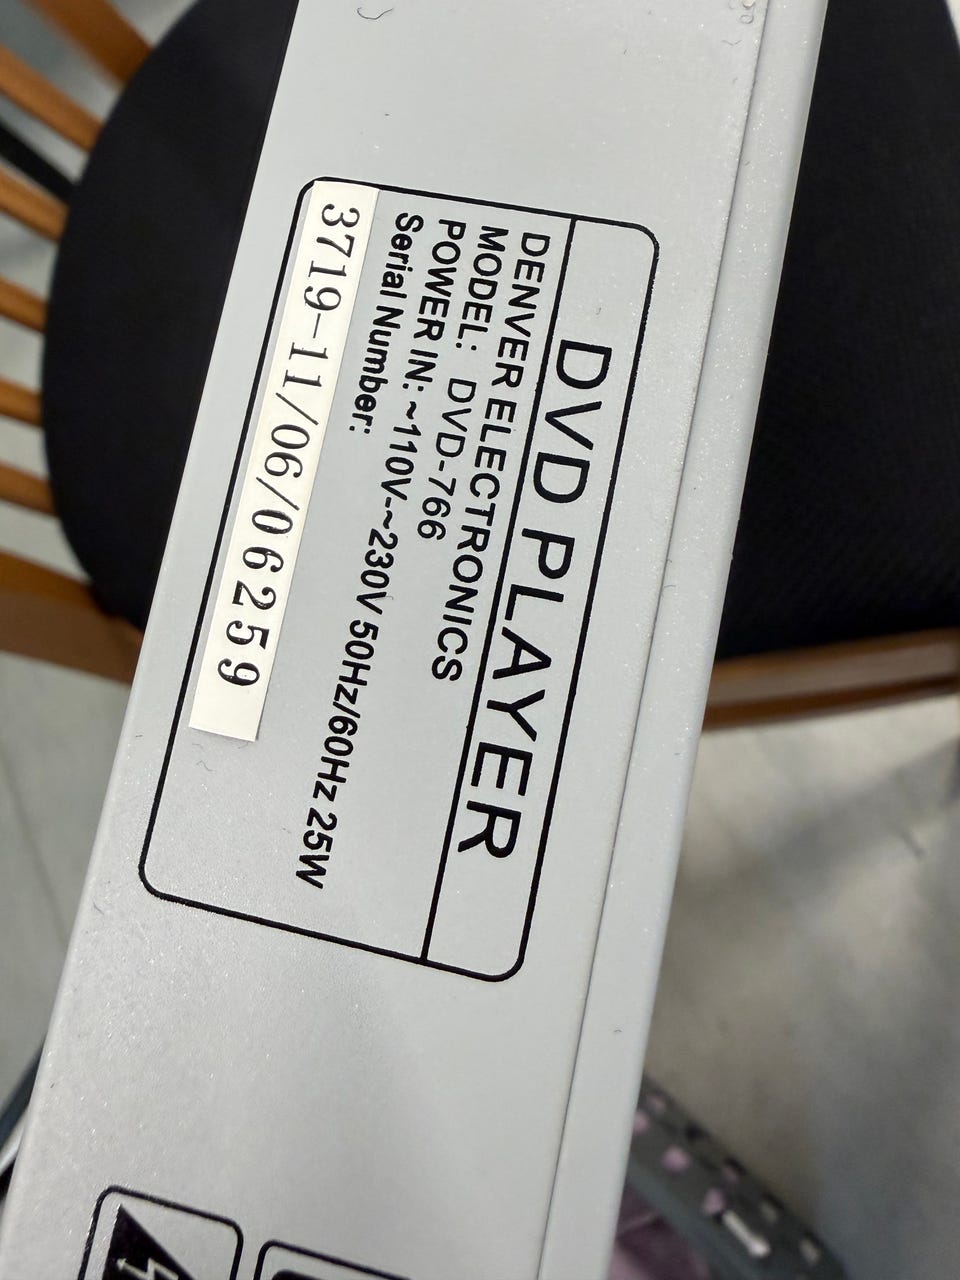 DVD PLAYER
DENVER ELECTRONICS
MODEL: DVD-766
POWER IN: ~110V-~230V 50Hz/60Hz 25W
Serial Number:
3719-11/06/06259